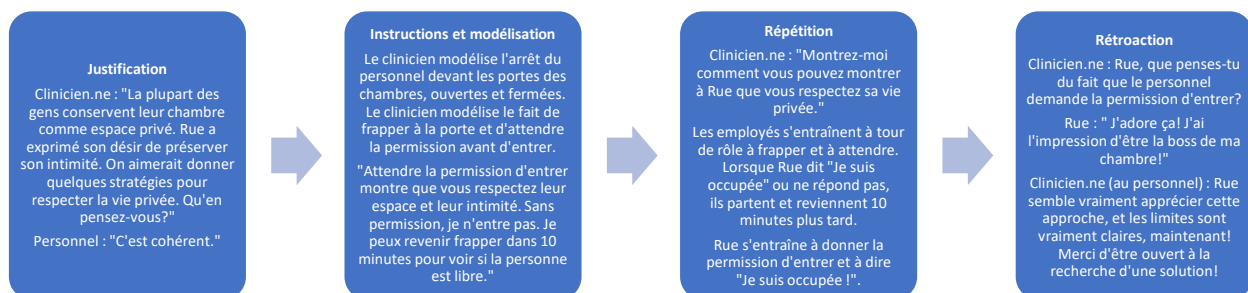 Justification
Clinicien.ne : "La plupart des
gens conservent leur chambre
comme espace privé. Rue a
exprimé son désir de préserver
son intimité. On aimerait donner
quelques stratégies pour
respecter la vie privée. Qu'en
pensez-vous?"
Personnel : "C'est cohérent."
Instructions et modélisation
Le clinicien modélise l'arrêt du
personnel devant les portes des
chambres, ouvertes et fermées.
Le clinicien modélise le fait de
frapper à la porte et d'attendre
la permission avant d'entrer.
"Attendre la permission d'entrer
montre que vous respectez leur
espace et leur intimité. Sans
permission, je n'entre pas. Je
peux revenir frapper dans 10
minutes pour voir si la personne
est libre."
Répétition
Clinicien.ne : "Montrez-moi
comment vous pouvez montrer
à Rue que vous respectez sa vie
privée."
Les employés s'entraînent à tour
de rôle à frapper et à attendre.
Lorsque Rue dit "Je suis
occupée" ou ne répond pas,
ils partent et reviennent 10
minutes plus tard.
Rue s'entraîne à donner la
permission d'entrer et à dire
"Je suis occupée !".
Rétroaction
Clinicien.ne : Rue, que penses-tu
du fait que le personnel
demande la permission d'entrer?
Rue : " J'adore ça! J'ai
l'impression d'être la boss de ma
chambre!"
Clinicien.ne (au personnel) : Rue
semble vraiment apprécier cette
approche, et les limites sont
vraiment claires, maintenant!
Merci d'être ouvert à la
recherche d'une solution!